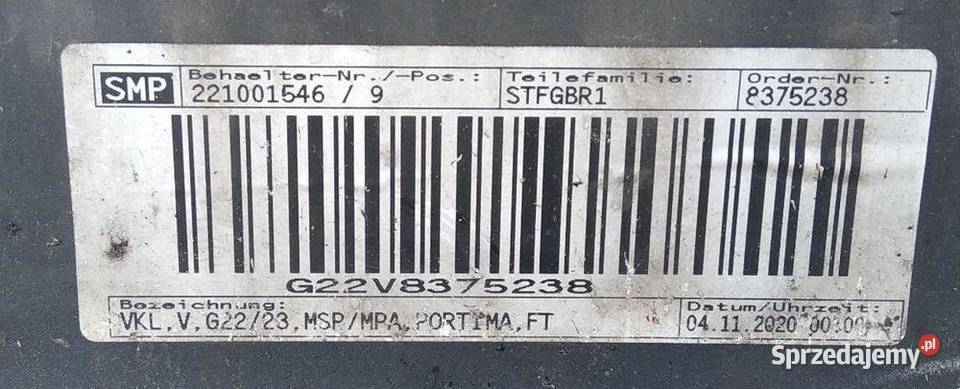 SMP
Behaelter-Nr./-Pos.: Teilefamilie: Order-Nr.:
221001546 / 9 STFGBR1 8375238
G22V8375238
Bezeichnung: Datum/Uhrzeit:
VKL,V,G22/23,MSP/MPA,PORTIMA,FT 04.11.2020 00:00
Sprzedajemy.pl